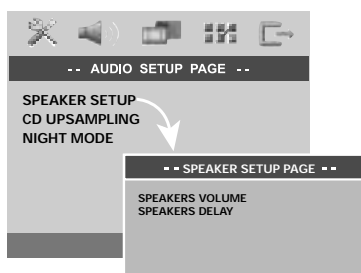 -- AUDIO SETUP PAGE --
SPEAKER SETUP
CD UPSAMPLING
NIGHT MODE
-- SPEAKER SETUP PAGE --
SPEAKERS VOLUME
SPEAKERS DELAY